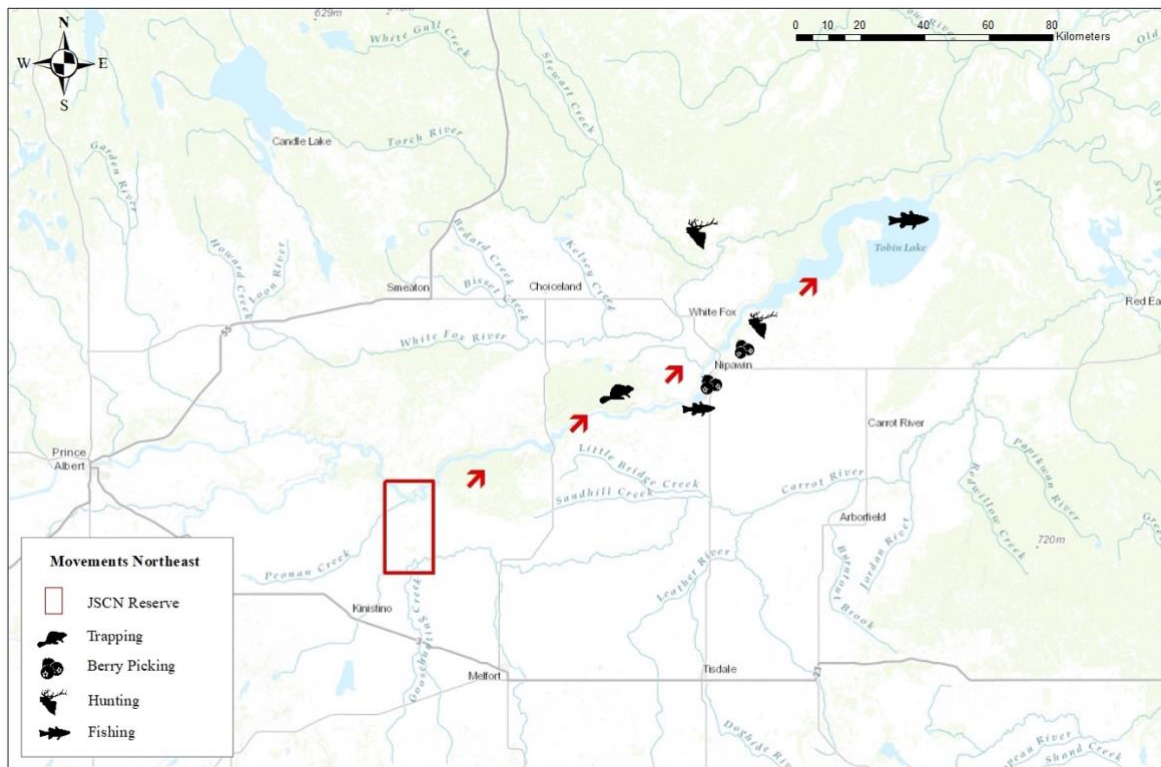 629m
White Gull Creek
Stewart Creek
0 20 40 60 80
Kilometers
N
W E
S
Candle Lake
Torch River
Garden River
Howard Creek
Loon River
Bedard Creek
Bisset Creek
Kelsey Creek
Tobin Lake
Smeaton
Choiceland
White Fox
55
White Fox River
Nipawin
Carrot River
Prince
Albert
Little Bridge Creek
Sandhill Creek
Carrot River
Papikwan River
Redwillow Creek
Arborfield
Jordan River
Burntout
Brook
720m
Peonan Creek
Leather River
Kinistino
Goosehunting Creek
Melfort
Tisdale
23
Doghide River
Shand Creek
Movements Northeast
JSCN Reserve
Trapping
Berry Picking
Hunting
Fishing